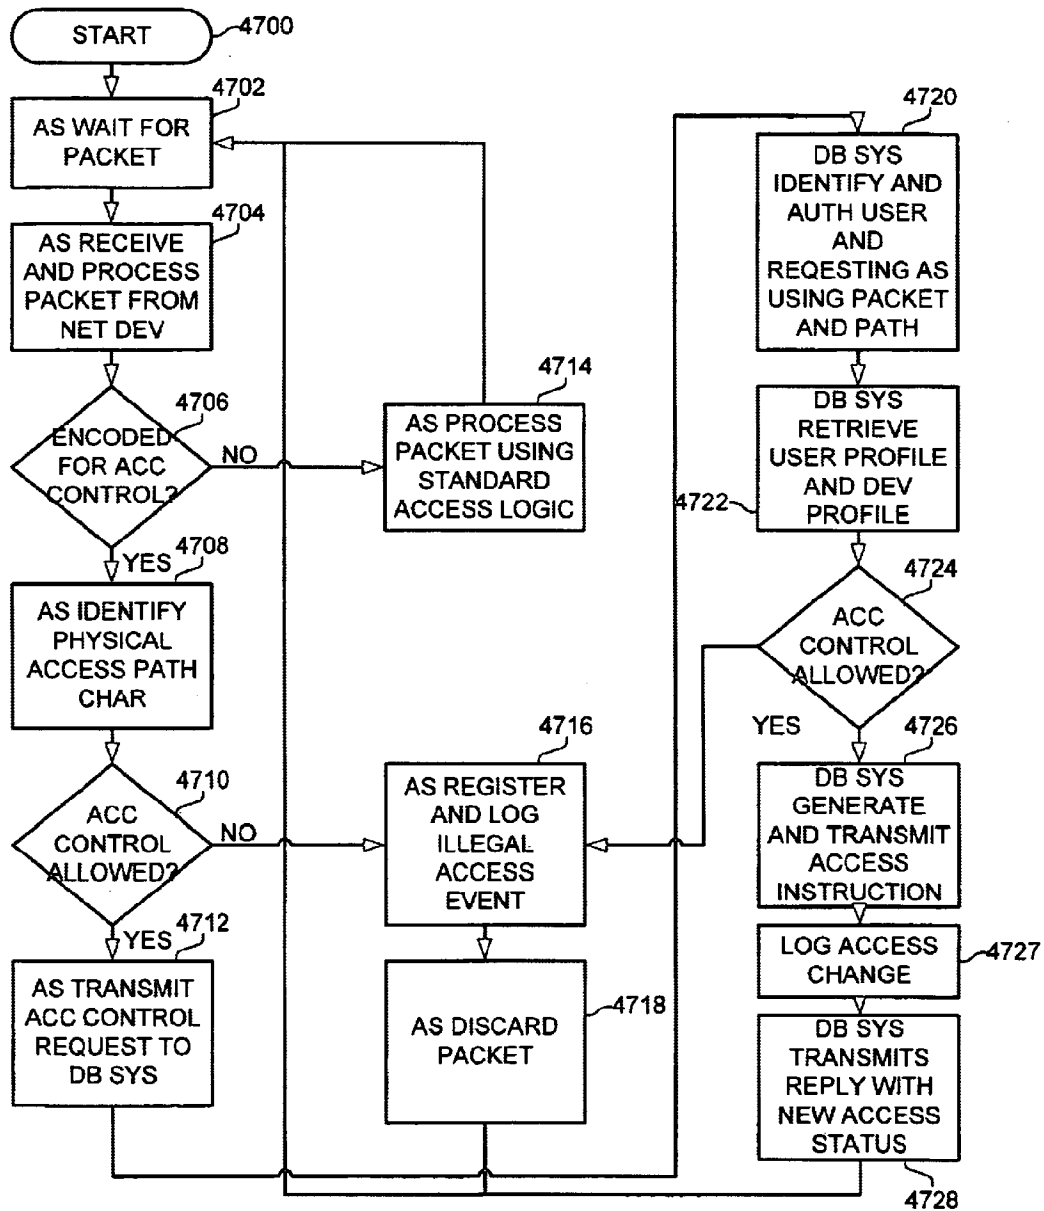 START
4700
4702
AS WAIT FOR
PACKET
4704
AS RECEIVE
AND PROCESS
PACKET FROM
NET DEV
4706
ENCODED
FOR ACC
CONTROL?
NO
YES
4714
AS PROCESS
PACKET USING
STANDARD
ACCESS LOGIC
4708
AS IDENTIFY
PHYSICAL
ACCESS PATH
CHAR
4710
ACC
CONTROL
ALLOWED?
NO
YES
4716
AS REGISTER
AND LOG
ILLEGAL
ACCESS
EVENT
4712
AS TRANSMIT
ACC CONTROL
REQUEST TO
DB SYS
4718
AS DISCARD
PACKET
4720
DB SYS
IDENTIFY AND
AUTH USER
AND
REQESTING AS
USING PACKET
AND PATH
DB SYS
RETRIEVE
USER PROFILE
AND DEV
PROFILE
4722
4724
ACC
CONTROL
ALLOWED?
YES
4726
DB SYS
GENERATE
AND TRANSMIT
ACCESS
INSTRUCTION
LOG ACCESS
CHANGE
4727
DB SYS
TRANSMITS
REPLY WITH
NEW ACCESS
STATUS
4728